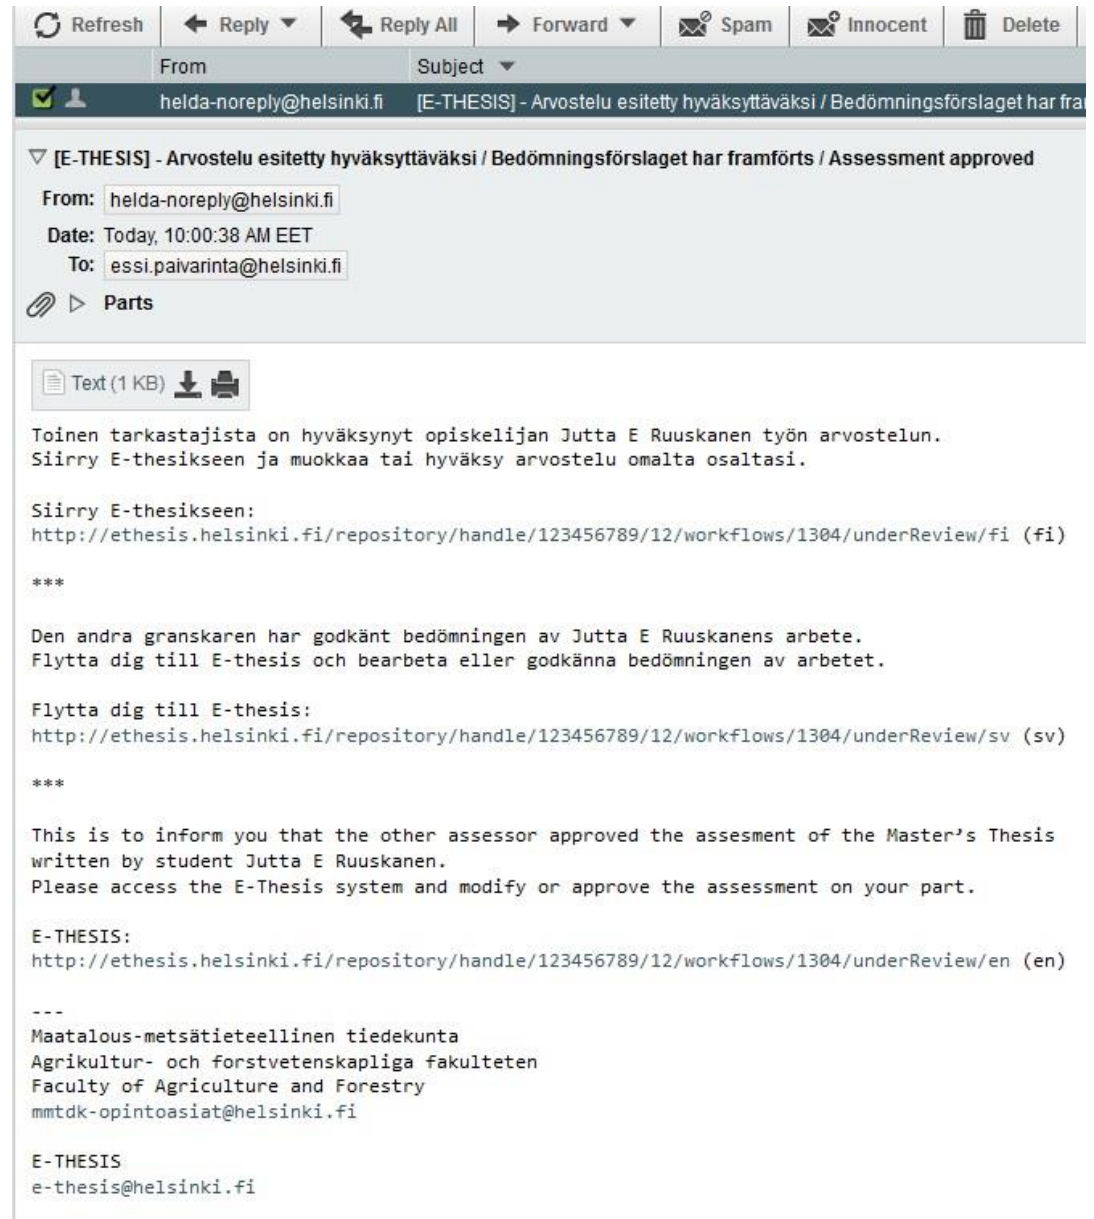 Refresh Reply Reply All Forward Spam Innocent Delete
From Subject
helda-noreply@helsinki.fi [E-THESIS] - Arvostelu esitetty hyväksyttäväksi / Bedömningsförslaget har fra
[E-THESIS] - Arvostelu esitetty hyväksyttäväksi / Bedömningsförslaget har framförts / Assessment approved
From: helda-noreply@helsinki.fi
Date: Today, 10:00:38 AM EET
To: essi.paivarinta@helsinki.fi
Parts
Text (1 KB)
Toinen tarkastajista on hyväksynyt opiskelijan Jutta E Ruuskanen työn arvostelun.
Siirry E-thesikseen ja muokkaa tai hyväksy arvostelu omalta osaltasi.
Siirry E-thesikseen:
http://ethesis.helsinki.fi/repository/handle/123456789/12/workflows/1304/underReview/fi (fi)
***
Den andra granskaren har godkänt bedömningen av Jutta E Ruuskanens arbete.
Flytta dig till E-thesis och bearbeta eller godkänna bedömningen av arbetet.
Flytta dig till E-thesis:
http://ethesis.helsinki.fi/repository/handle/123456789/12/workflows/1304/underReview/sv (sv)
***
This is to inform you that the other assessor approved the assesment of the Master’s Thesis
written by student Jutta E Ruuskanen.
Please access the E-Thesis system and modify or approve the assessment on your part.
E-THESIS:
http://ethesis.helsinki.fi/repository/handle/123456789/12/workflows/1304/underReview/en (en)
---
Maatalous-metsätieteellinen tiedekunta
Agrikultur- och forstvetenskapliga fakulteten
Faculty of Agriculture and Forestry
mmtdk-opintoasiat@helsinki.fi
E-THESIS
e-thesis@helsinki.fi